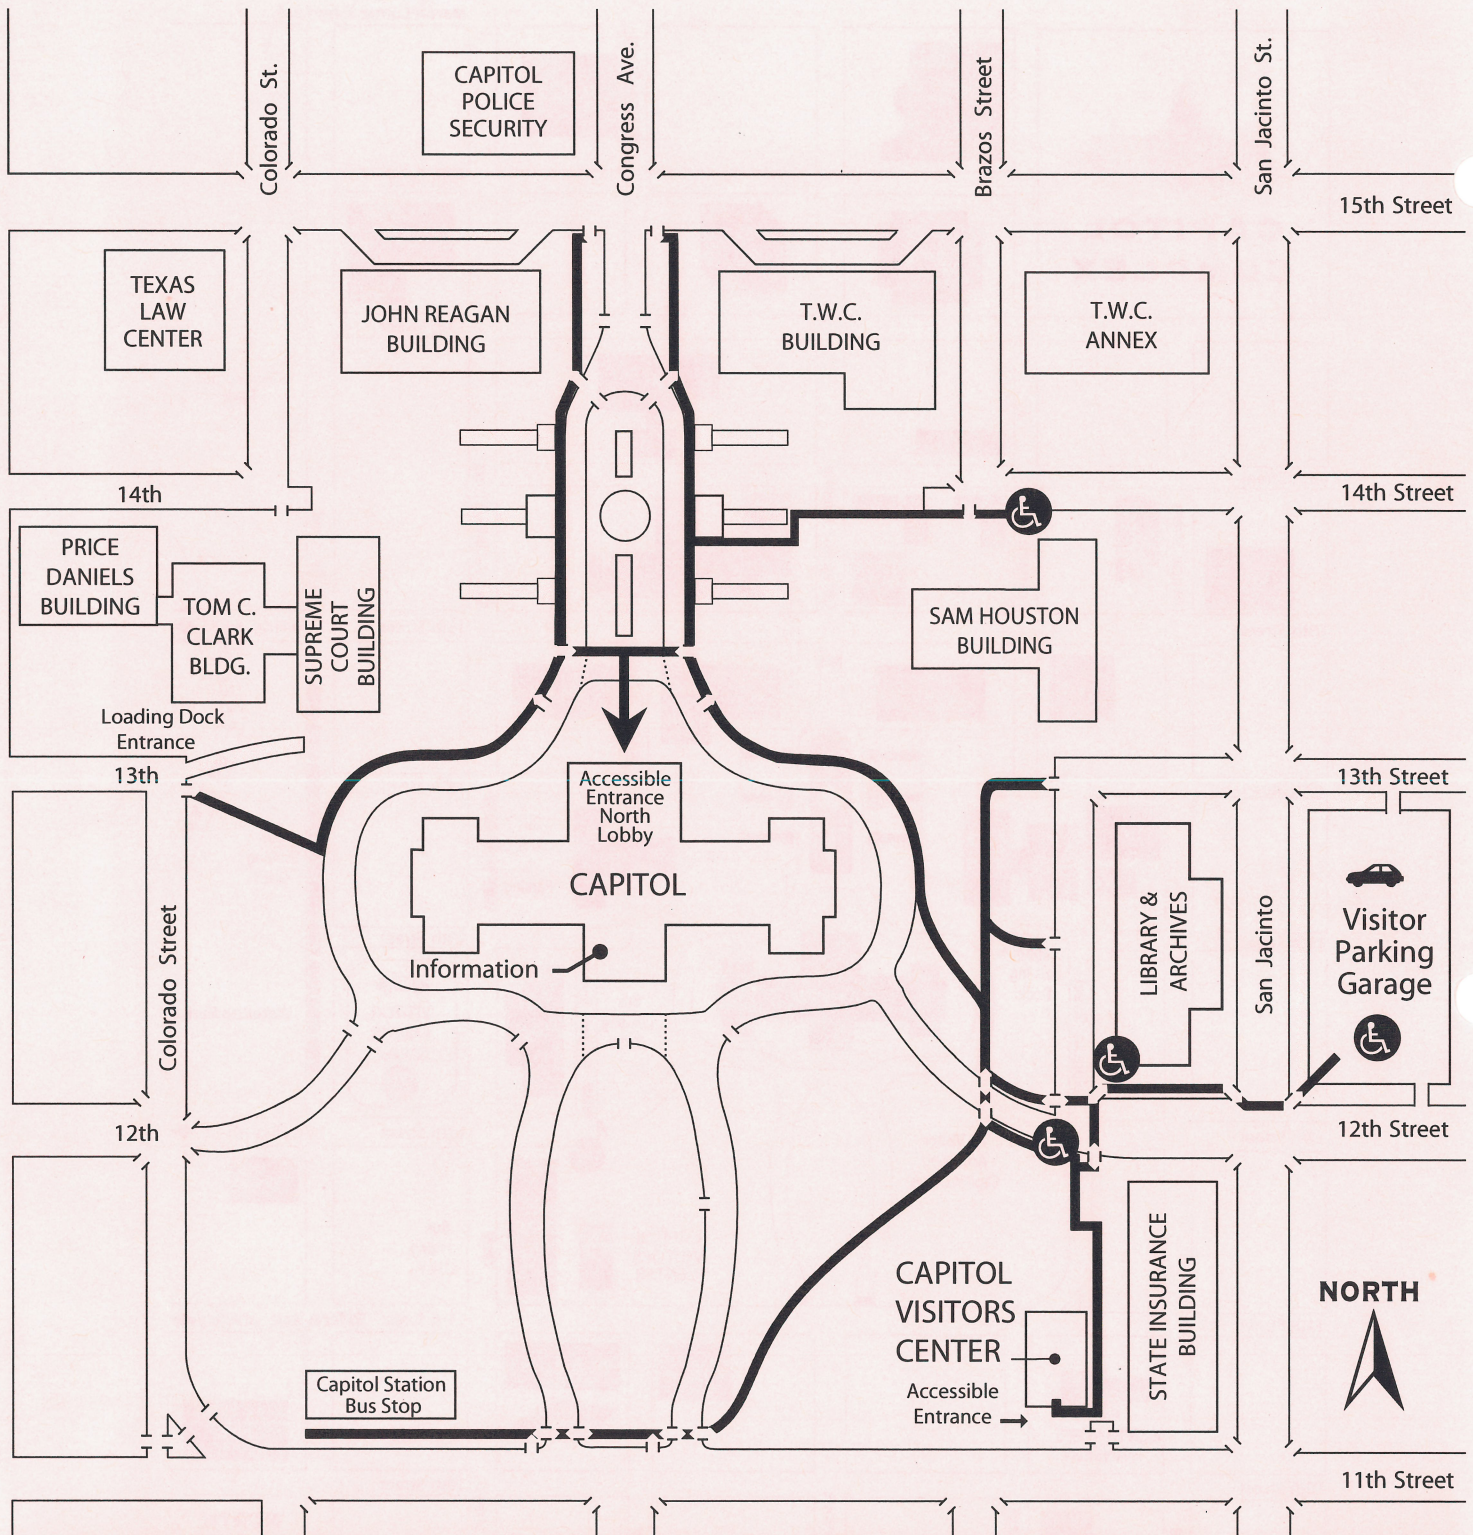 Colorado St.
CAPITOL
POLICE
SECURITY
Congress Ave.
Brazos Street
San Jacinto St.
15th Street
TEXAS
LAW
CENTER
JOHN REAGAN
BUILDING
T.W.C.
BUILDING
T.W.C.
ANNEX
14th
14th Street
PRICE
DANIELS
BUILDING
TOM C.
CLARK
BLDG.
SUPREME
COURT
BUILDING
SAM HOUSTON
BUILDING
Loading Dock
Entrance
13th
13th Street
Accessible
Entrance
North
Lobby
CAPITOL
Information
Colorado Street
LIBRARY &
ARCHIVES
San Jacinto
Visitor
Parking
Garage
12th
12th Street
CAPITOL
VISITORS
CENTER
Accessible
Entrance
STATE INSURANCE
BUILDING
NORTH
Capitol Station
Bus Stop
11th Street